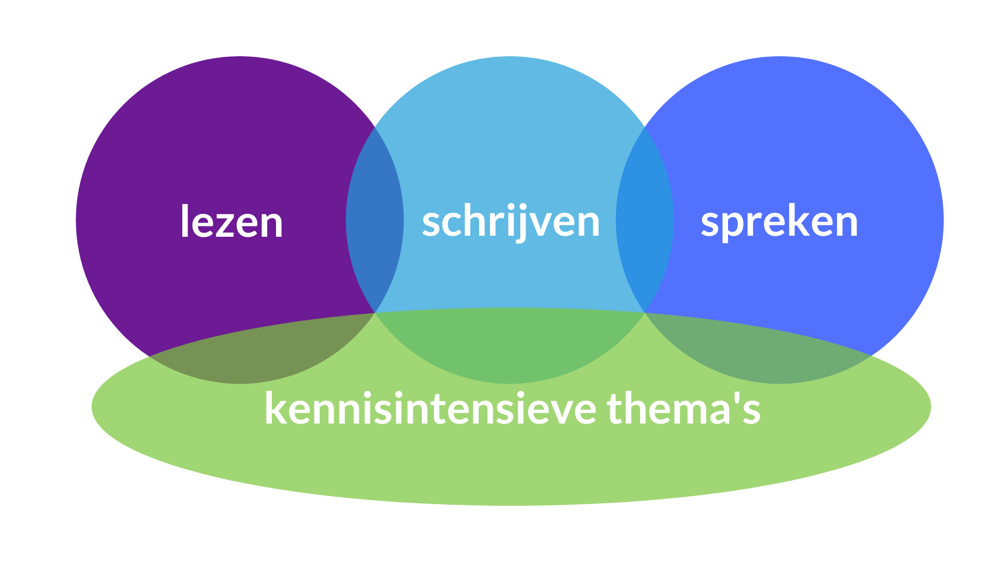 lezen
schrijven
spreken
kennisintensieve thema's